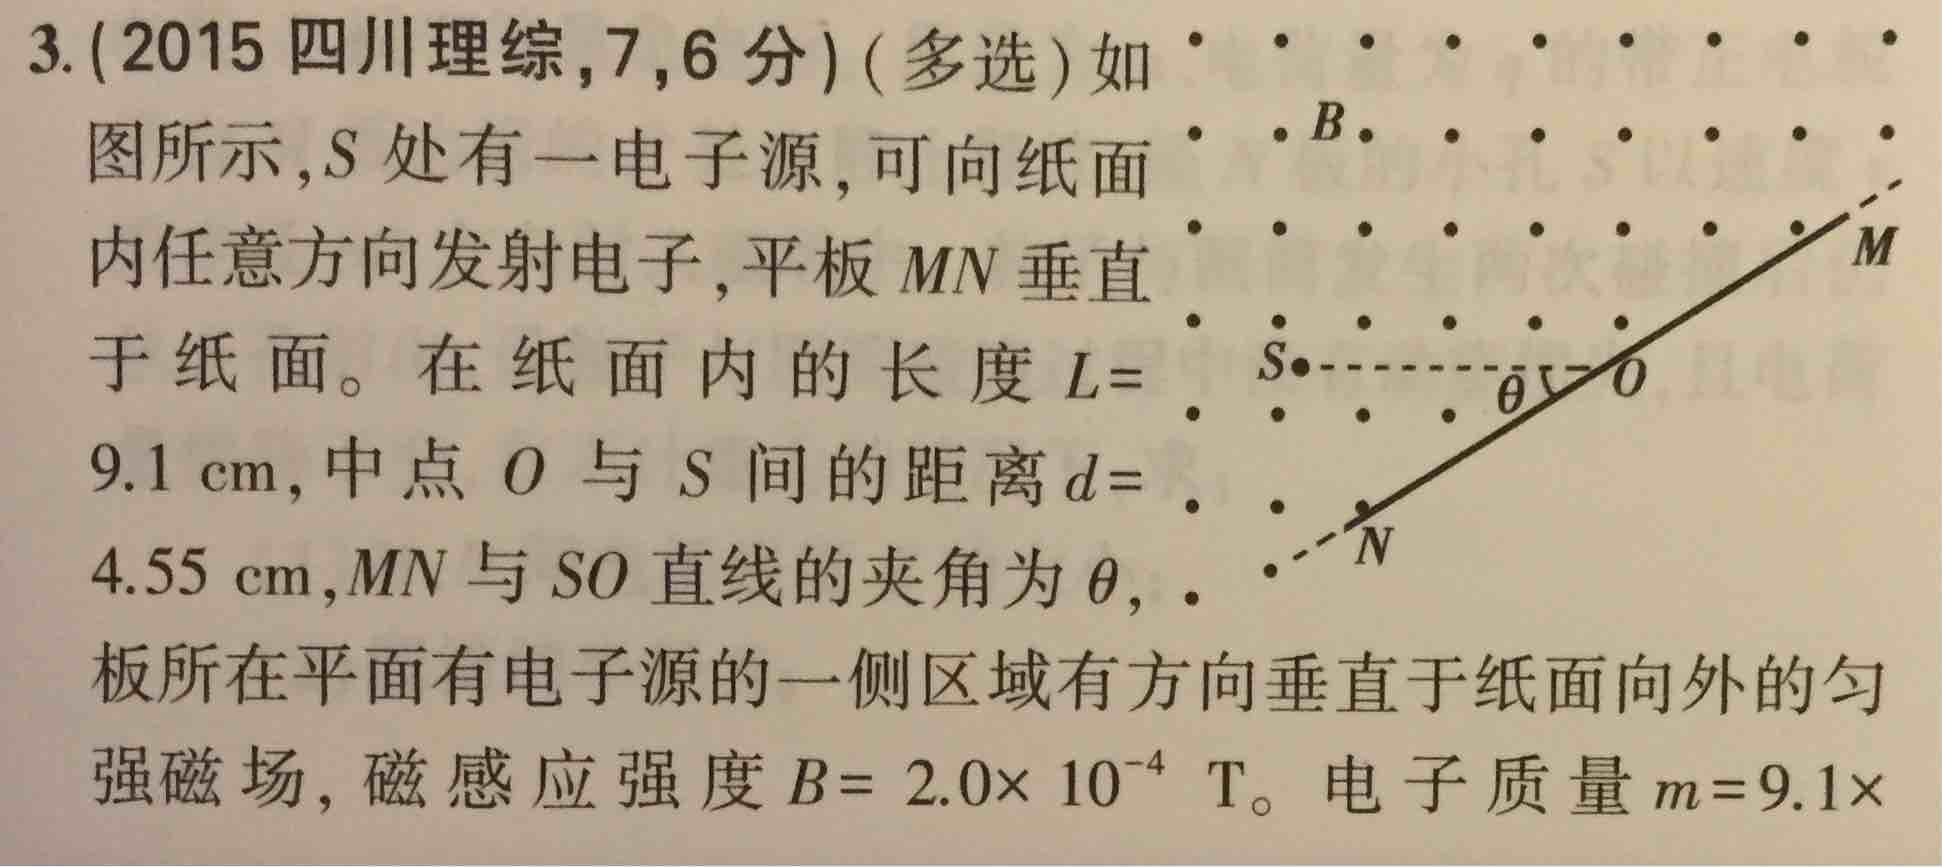 3.(2015 四川理综,7,6 分)(多选)如
图所示,S 处有一电子源,可向纸面
内任意方向发射电子,平板 MN 垂直
于纸面。在纸面内的长度 L=
9.1 cm,中点 O 与 S 间的距离 d=
4.55 cm,MN 与 SO 直线的夹角为 θ,
板所在平面有电子源的一侧区域有方向垂直于纸面向外的匀
强磁场,磁感应强度 B= 2.0×10⁻⁴ T。电子质量 m=9.1×
B
M
S
θ
O
N